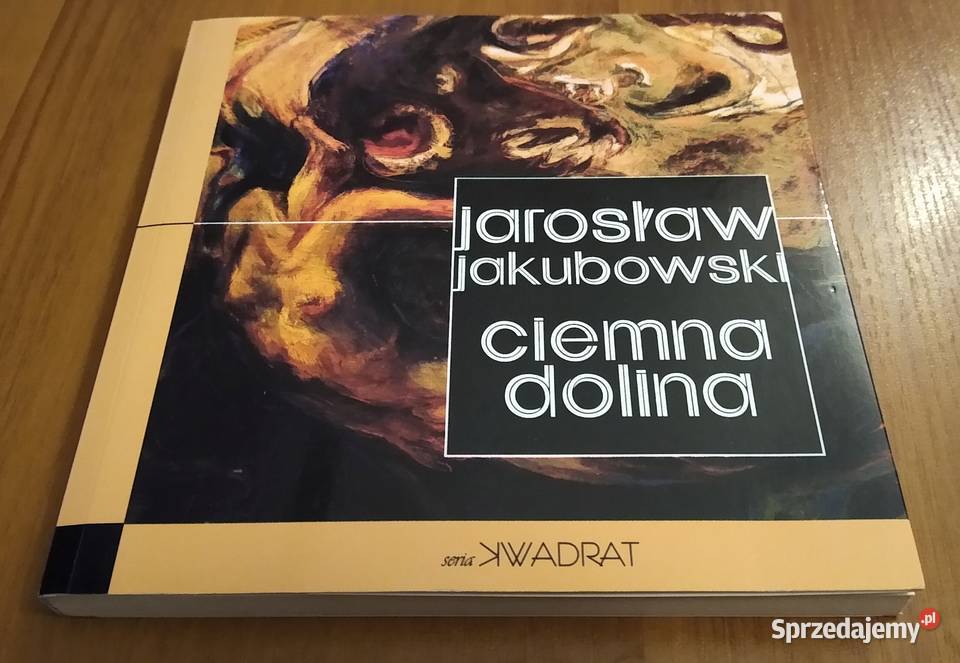 jarosław
jakubowski
ciemna
dolina
seria KWADRAT
Sprzedajemy.pl